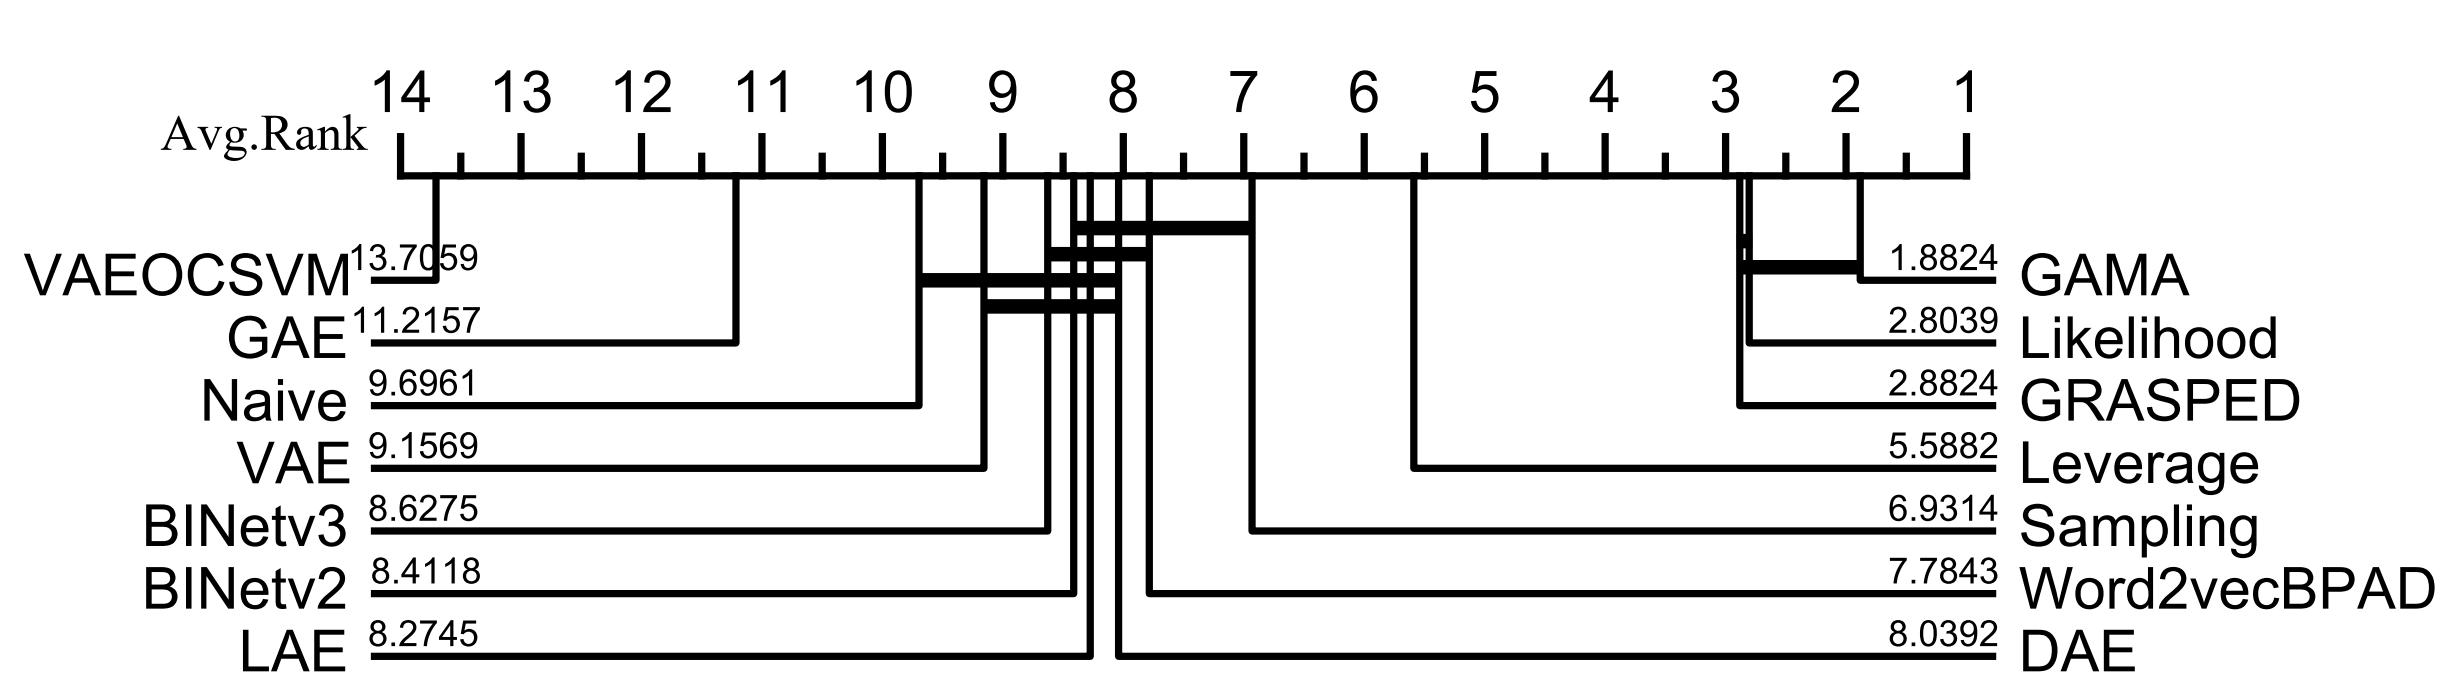 14 13 12 11 10 9 8 7 6 5 4 3 2 1
Avg.Rank
VAEOCSVM 13.7059
GAE 11.2157
Naive 9.6961
VAE 9.1569
BINetv3 8.6275
BINetv2 8.4118
LAE 8.2745
1.8824 GAMA
2.8039 Likelihood
2.8824 GRASPED
5.5882 Leverage
6.9314 Sampling
7.7843 Word2vecBPAD
8.0392 DAE